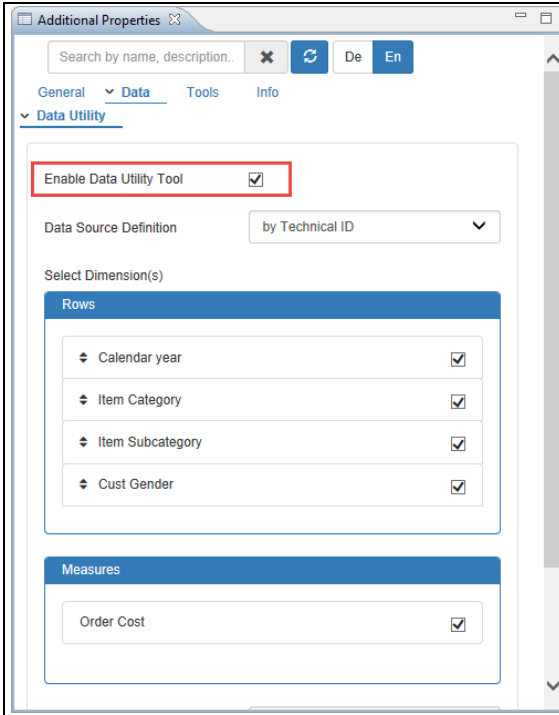 Additional Properties
Search by name, description..
De
En
General
Data
Tools
Info
Data Utility
Enable Data Utility Tool
Data Source Definition
by Technical ID
Select Dimension(s)
Rows
Calendar year
Item Category
Item Subcategory
Cust Gender
Measures
Order Cost